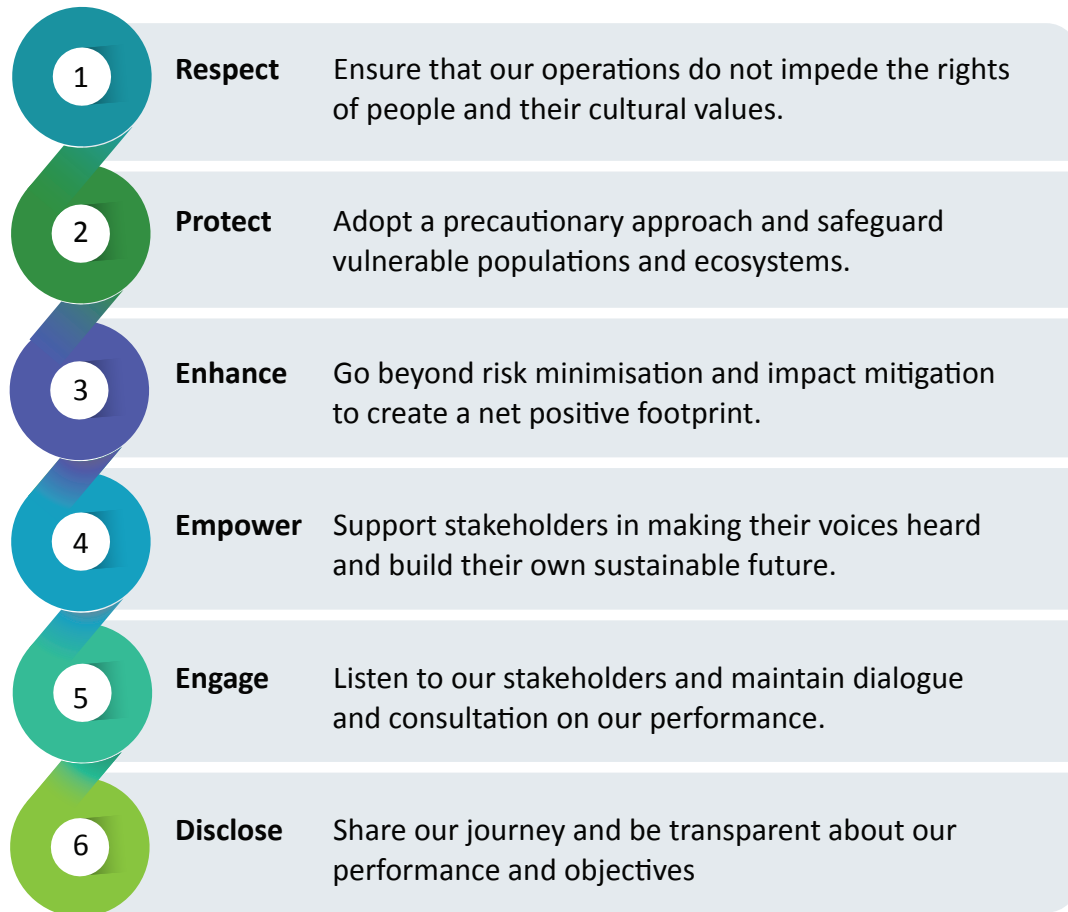 1 Respect Ensure that our operations do not impede the rights
of people and their cultural values.
2 Protect Adopt a precautionary approach and safeguard
vulnerable populations and ecosystems.
3 Enhance Go beyond risk minimisation and impact mitigation
to create a net positive footprint.
4 Empower Support stakeholders in making their voices heard
and build their own sustainable future.
5 Engage Listen to our stakeholders and maintain dialogue
and consultation on our performance.
6 Disclose Share our journey and be transparent about our
performance and objectives